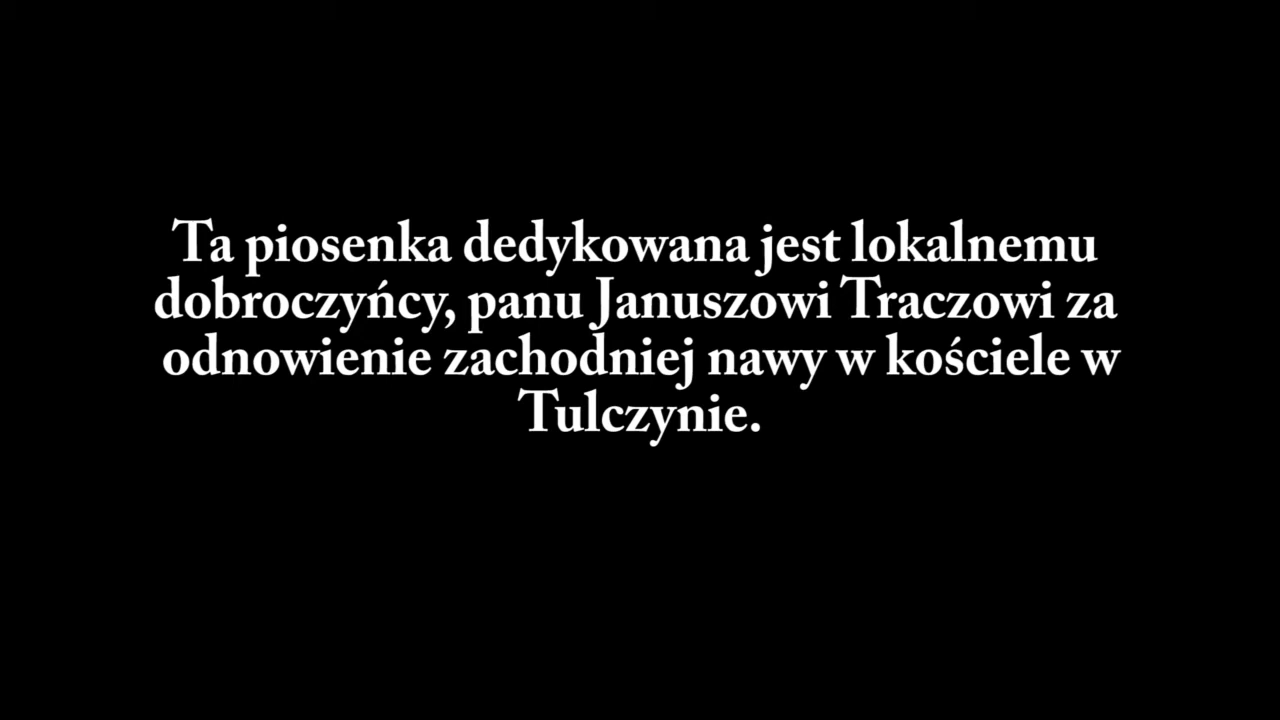 Ta piosenka dedykowana jest lokalnemu
dobroczyńcy, panu Januszowi Traczowi za
odnowienie zachodniej nawy w kościele w
Tulczynie.